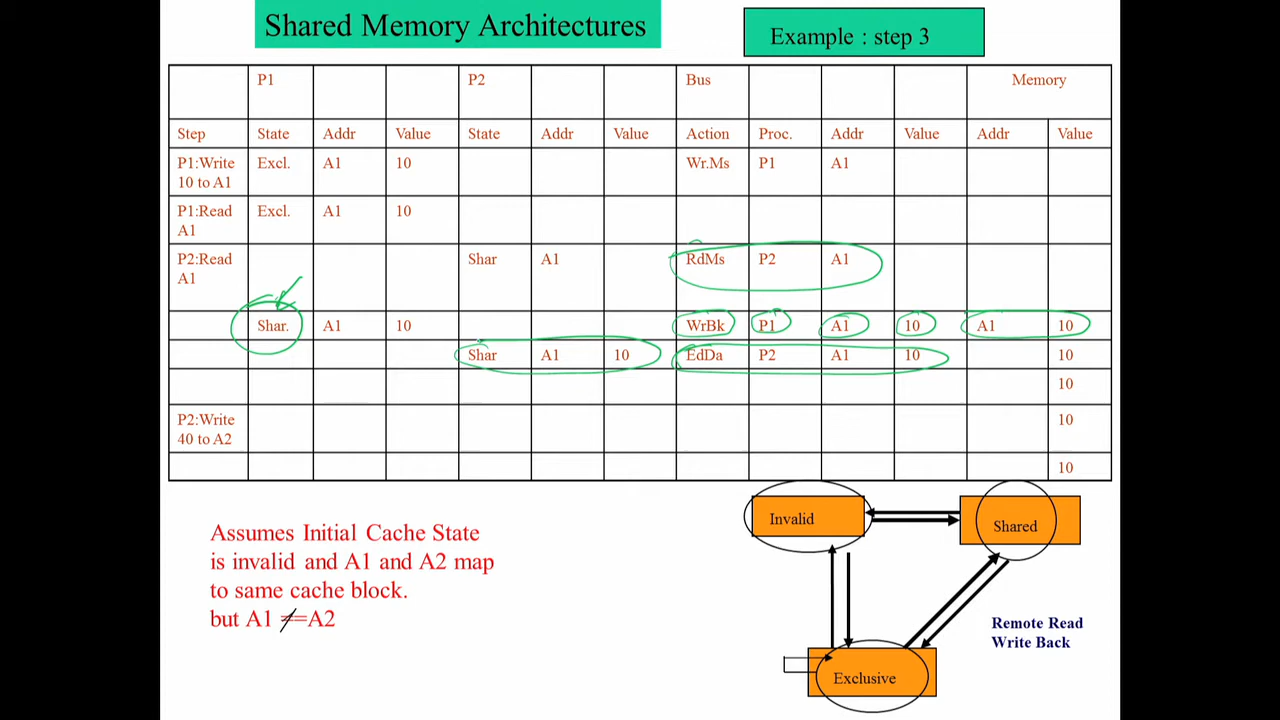 Shared Memory Architectures
Example : step 3
P1 P2 Bus Memory
Step State Addr Value State Addr Value Action Proc. Addr Value Addr Value
P1:Write Excl. A1 10 Wr.Ms P1 A1
10 to A1
P1:Read Excl. A1 10
A1
P2:Read Shar A1 RdMs P2 A1
A1
Shar. A1 10 WrBk P1 A1 10 A1 10
Shar A1 10 EdDa P2 A1 10 10
10
P2:Write 10
40 to A2
10
Assumes Initial Cache State
is invalid and A1 and A2 map
to same cache block.
but A1 ≠=A2
Invalid
Shared
Remote Read
Write Back
Exclusive